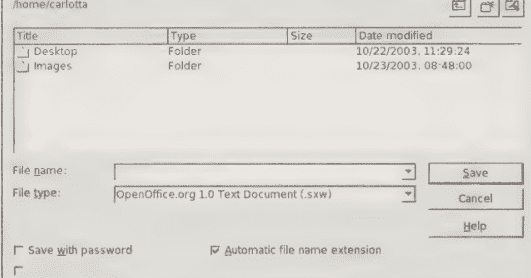 /home/carlotta
Title Type Size Date modified
Desktop Folder 10/22/2003, 11:29:24
Images Folder 10/23/2003, 08:48:00
File name: Save
File type: OpenOffice.org 1.0 Text Document (.sxw) Cancel
Help
Save with password Automatic file name extension